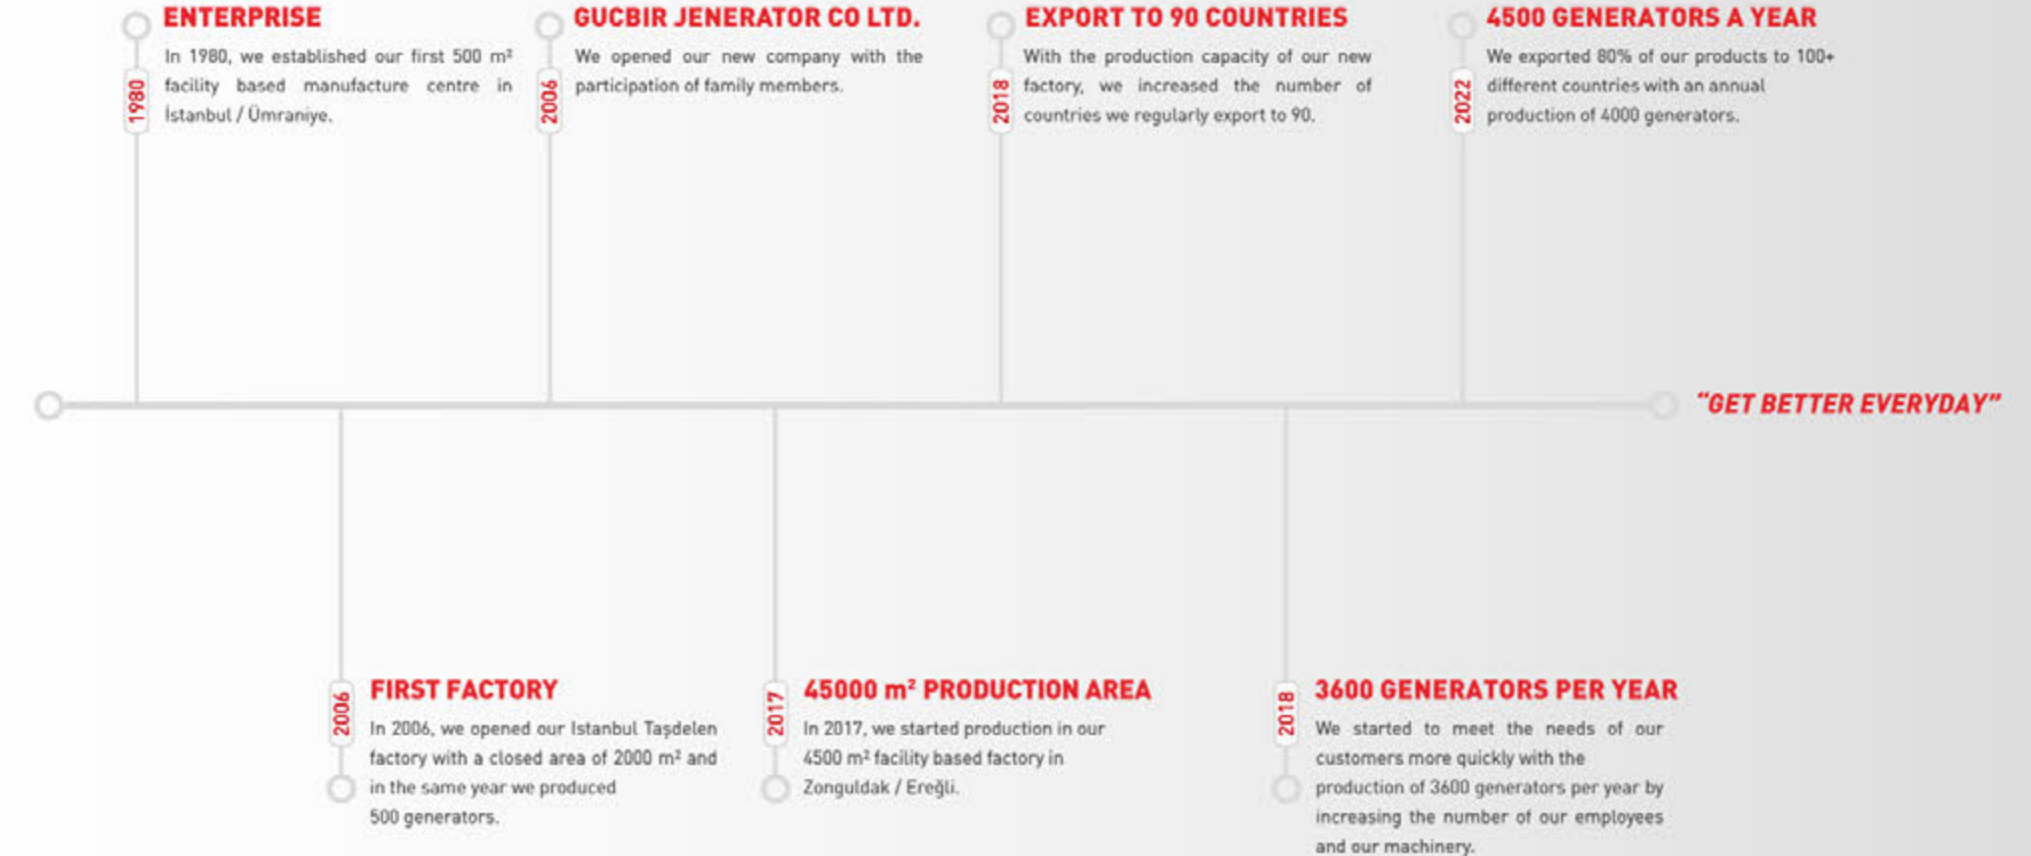 ENTERPRISE
In 1980, we established our first 500 m²
facility based manufacture centre in
İstanbul / Ümraniye.
1980
GUCBIR JENERATOR CO LTD.
We opened our new company with the
participation of family members.
2006
EXPORT TO 90 COUNTRIES
With the production capacity of our new
factory, we increased the number of
countries we regularly export to 90.
2018
4500 GENERATORS A YEAR
We exported 80% of our products to 100+
different countries with an annual
production of 4000 generators.
2022
"GET BETTER EVERYDAY"
FIRST FACTORY
In 2006, we opened our Istanbul Taşdelen
factory with a closed area of 2000 m² and
in the same year we produced
500 generators.
2006
45000 m² PRODUCTION AREA
In 2017, we started production in our
4500 m² facility based factory in
Zonguldak / Ereğli.
2017
3600 GENERATORS PER YEAR
We started to meet the needs of our
customers more quickly with the
production of 3600 generators per year by
increasing the number of our employees
and our machinery.
2018